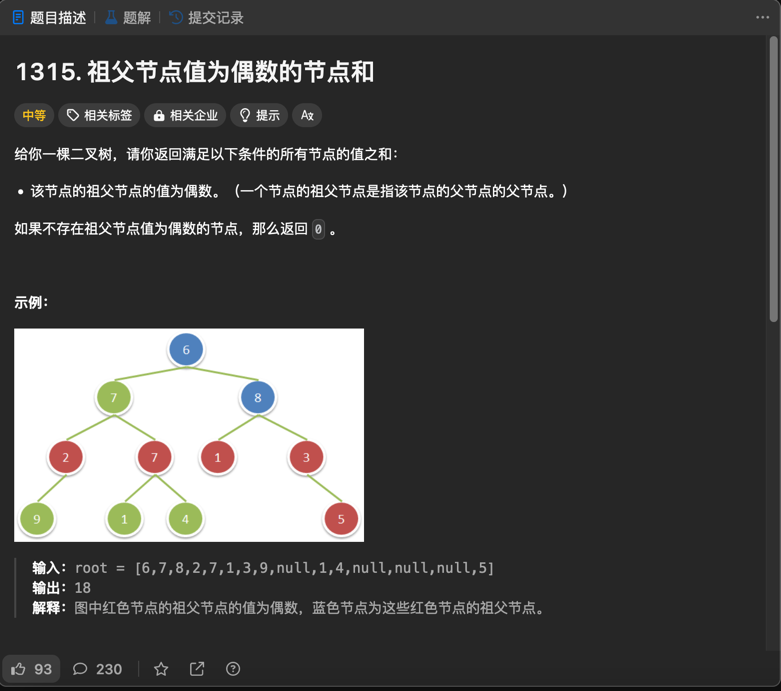 题目描述 题解 提交记录
1315. 祖父节点值为偶数的节点和
中等 相关标签 相关企业 提示
给你一棵二叉树，请你返回满足以下条件的所有节点的值之和：
• 该节点的祖父节点的值为偶数。（一个节点的祖父节点是指该节点的父节点的父节点。）
如果不存在祖父节点值为偶数的节点，那么返回 0 。
示例：
6
7 8
2 7 1 3
9 1 4 5
输入：root = [6,7,8,2,7,1,3,9,null,1,4,null,null,null,5]
输出：18
解释：图中红色节点的祖父节点的值为偶数，蓝色节点为这些红色节点的祖父节点。
93 230